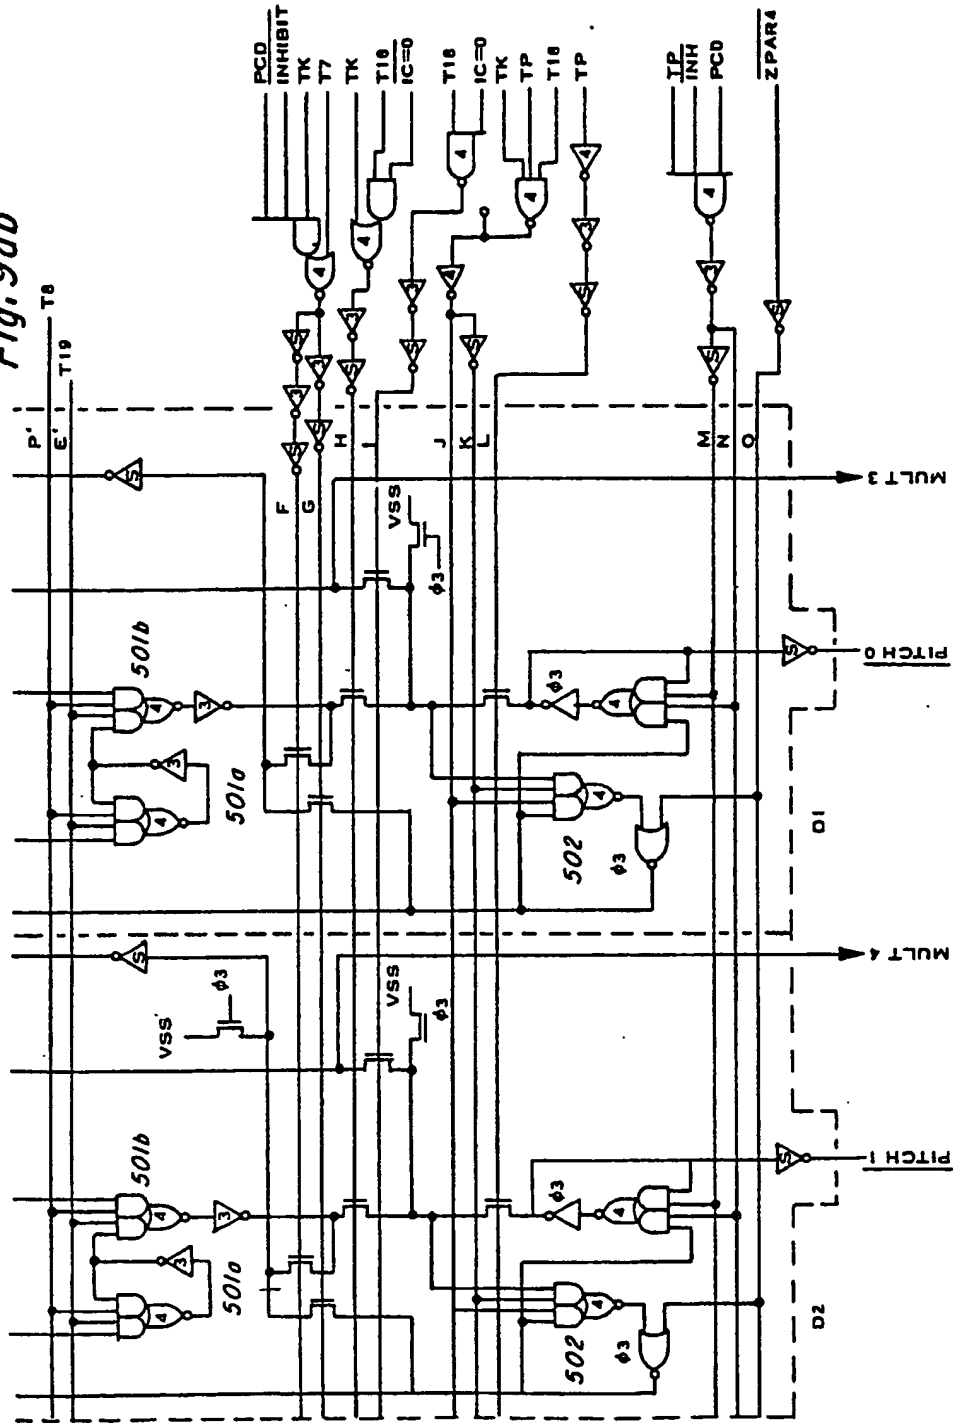 Fig. 9ab
T8
T19
P'
E'
PCD
INHIBIT
TK
T7
TK
T18
IC=0
T18
IC=0
TK
TP
T18
TP
TP
INH
PCD
ZPAR4
F
G
H
I
J
K
L
M
N
O
501b
501a
VSS
φ3
φ3
502
φ3
MULT 3
PITCH 0
D1
501b
501a
VSS
φ3
VSS
φ3
φ3
502
φ3
MULT 4
PITCH 1
D2